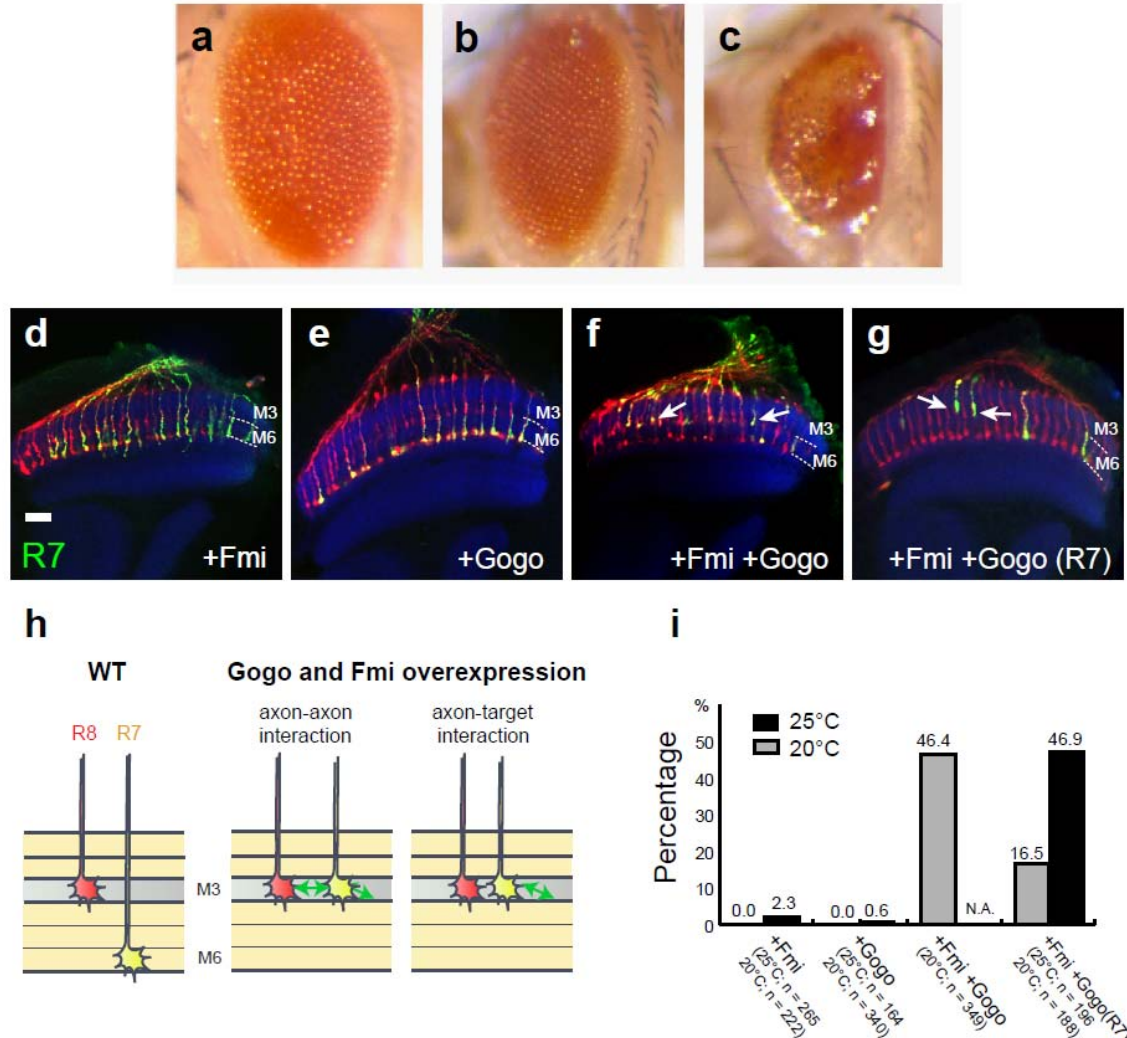 a
b
c
d
M3
M6
R7
+Fmi
e
M3
M6
+Gogo
f
M3
M6
+Fmi +Gogo
g
M3
M6
+Fmi +Gogo (R7)
h
WT
Gogo and Fmi overexpression
R8 R7
axon-axon
interaction
axon-target
interaction
M3
M6
i
%
50
40
30
20
10
0
Percentage
25°C
20°C
0.0 2.3
0.0 0.6
46.4
N.A.
16.5
46.9
+Fmi
(25°C; n = 265
20°C; n = 222)
+Gogo
(25°C; n = 164
20°C; n = 340)
+Fmi +Gogo
(20°C; n = 349)
+Fmi +Gogo(R7
(25°C; n = 196
20°C; n = 188)